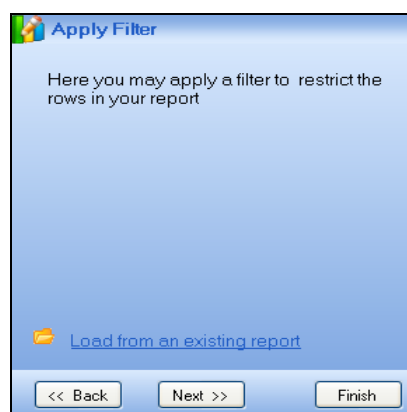 Apply Filter
Here you may apply a filter to restrict the
rows in your report
Load from an existing report
<< Back Next >> Finish